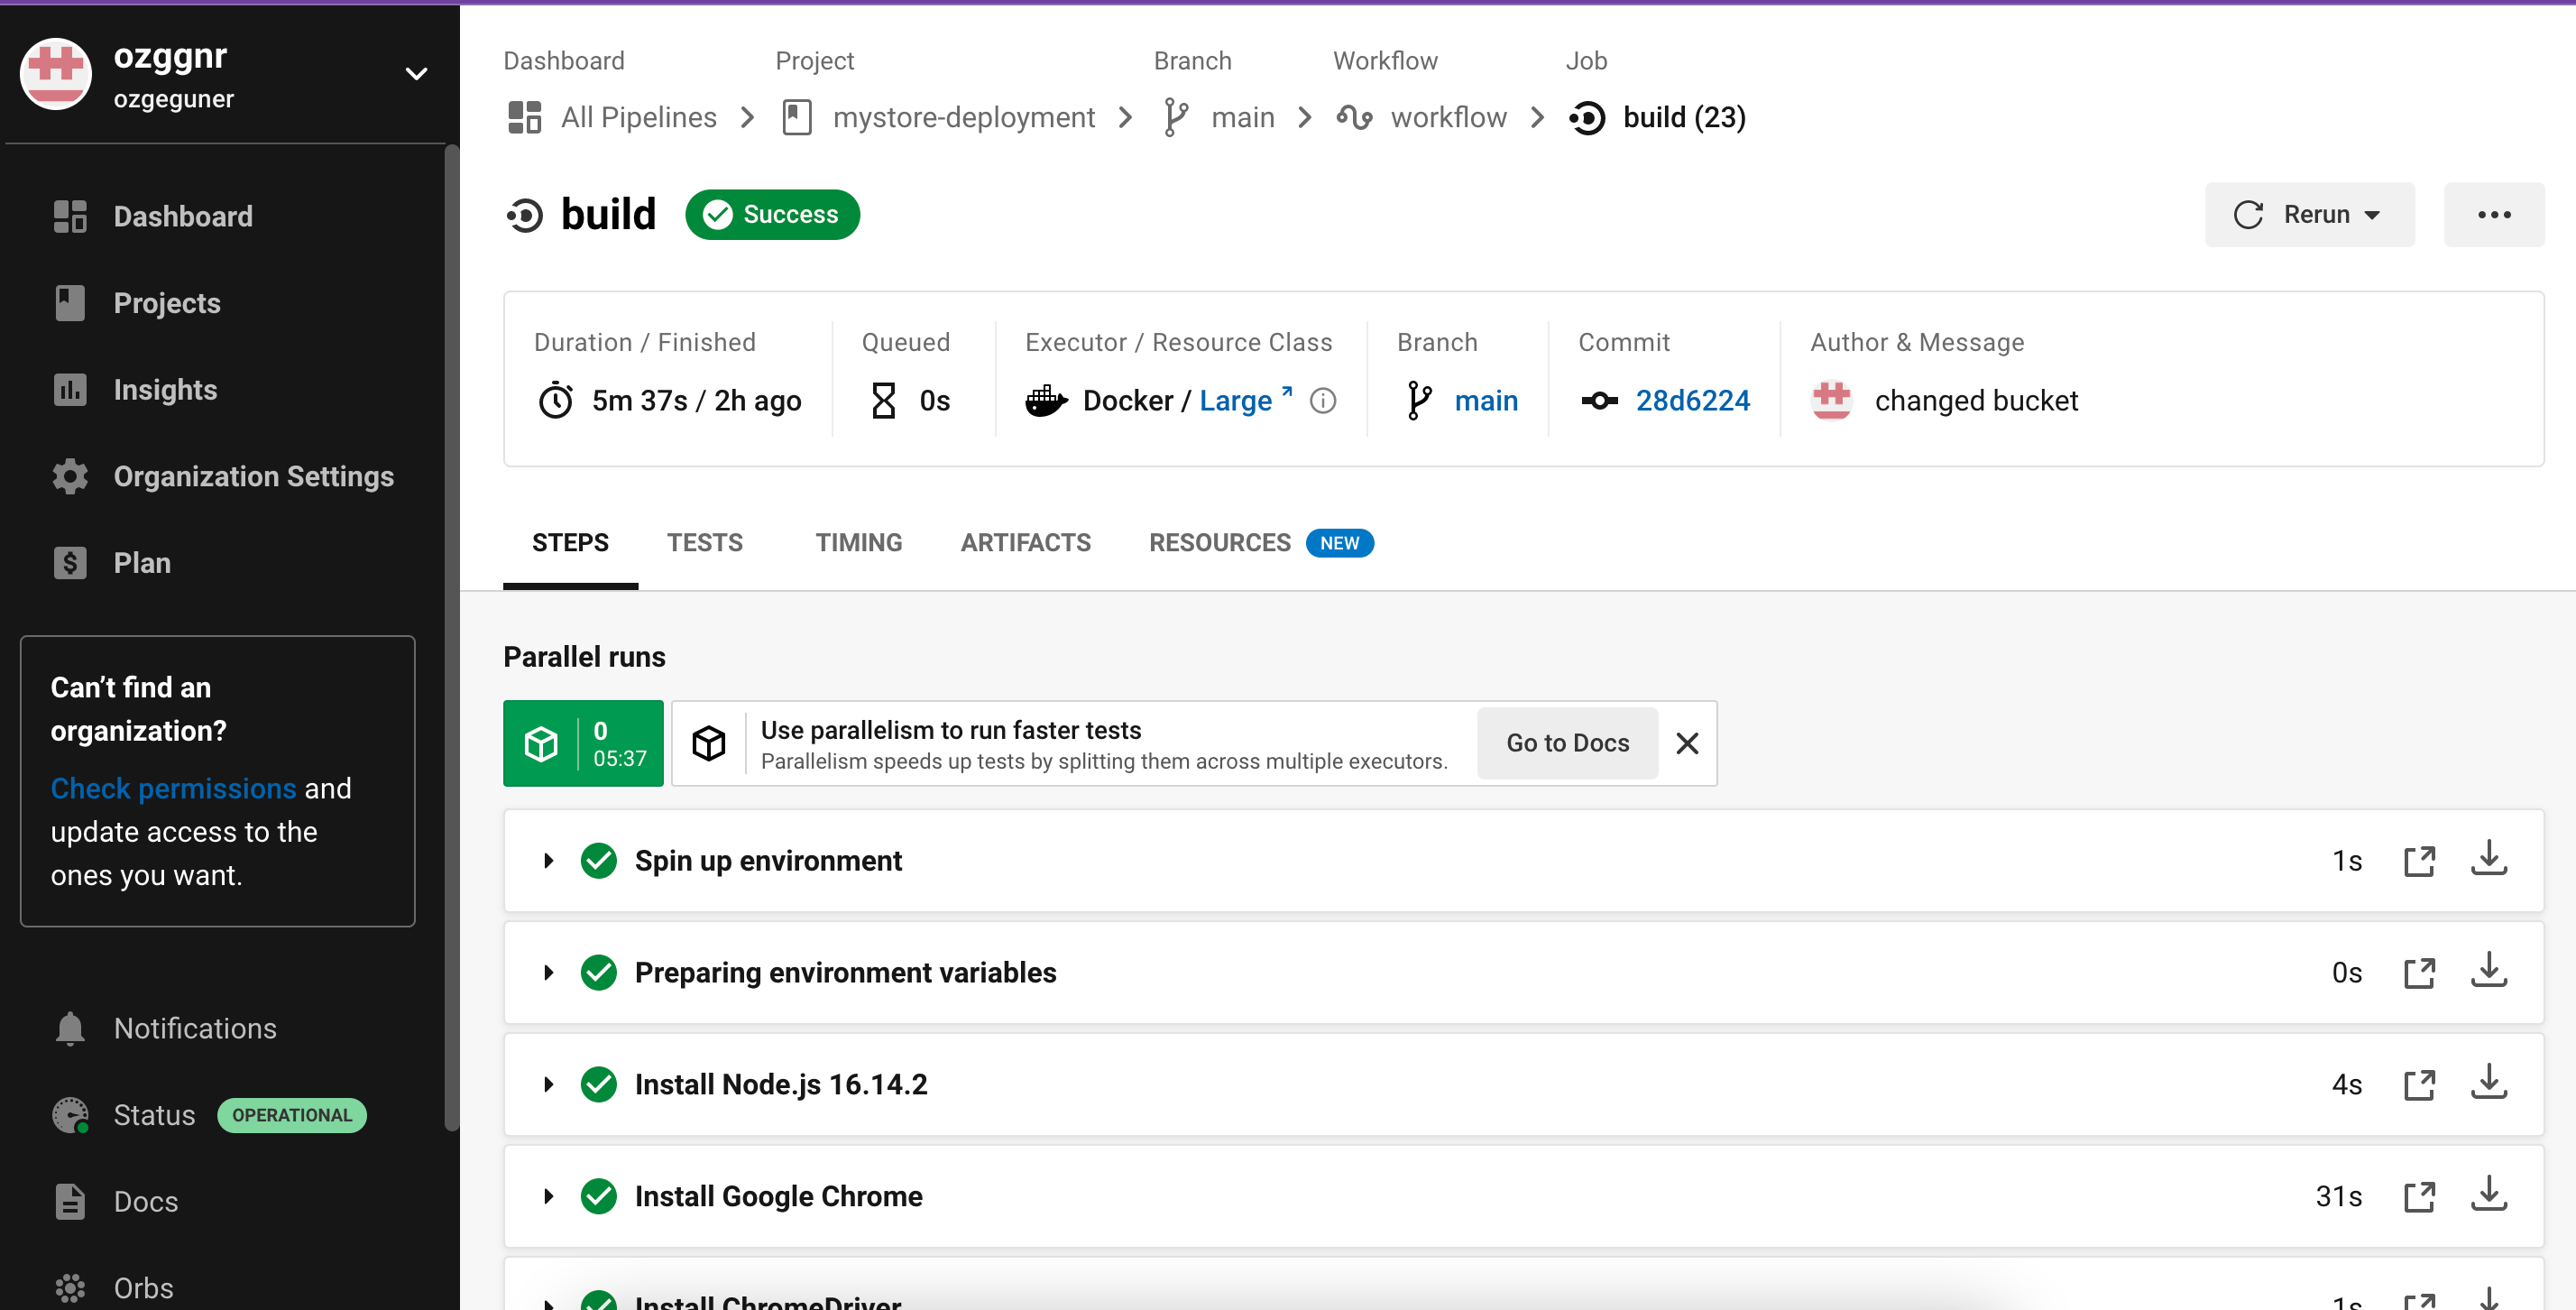 ozggnr
ozgeguner
Dashboard
Projects
Insights
Organization Settings
Plan
Can’t find an
organization?
Check permissions and
update access to the
ones you want.
Notifications
Status OPERATIONAL
Docs
Orbs
Dashboard Project Branch Workflow Job
All Pipelines mystore-deployment main workflow build (23)
build Success Rerun
Duration / Finished Queued Executor / Resource Class Branch Commit Author & Message
5m 37s / 2h ago 0s Docker / Large main 28d6224 changed bucket
STEPS TESTS TIMING ARTIFACTS RESOURCES NEW
Parallel runs
0
05:37
Use parallelism to run faster tests
Parallelism speeds up tests by splitting them across multiple executors.
Go to Docs
Spin up environment 1s
Preparing environment variables 0s
Install Node.js 16.14.2 4s
Install Google Chrome 31s
Install ChromeDriver 1s